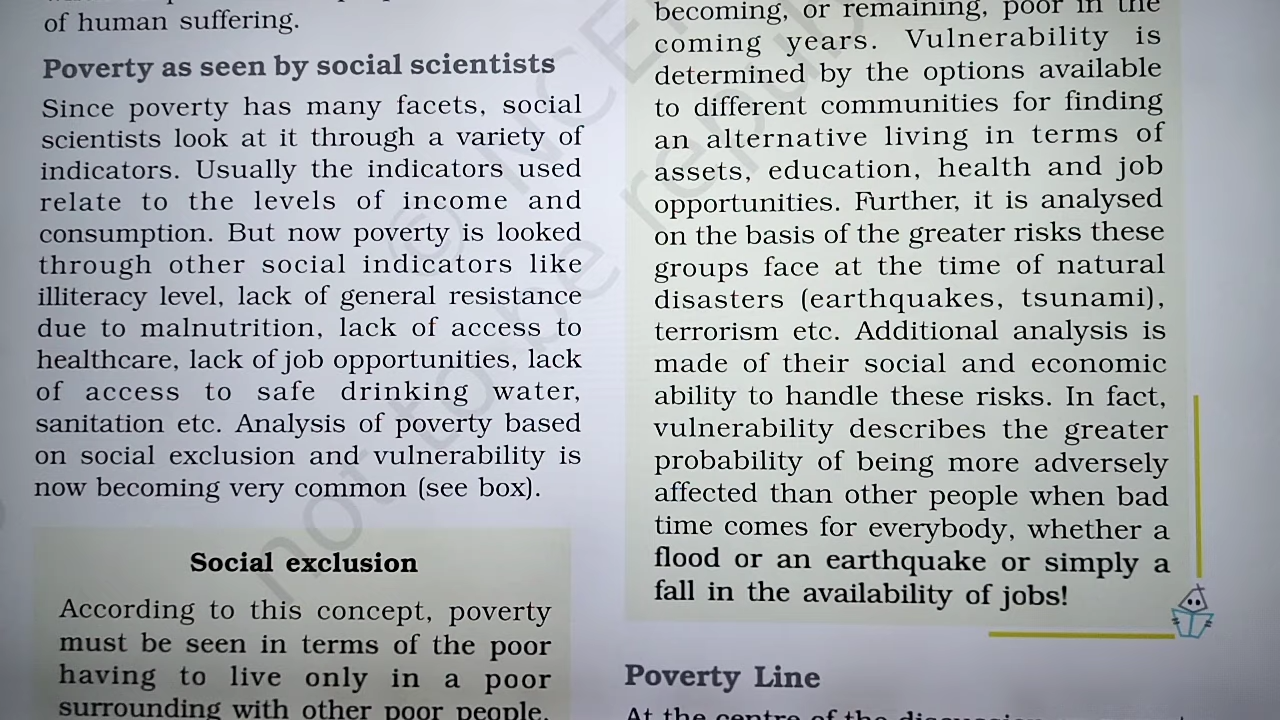 of human suffering.
Poverty as seen by social scientists
Since poverty has many facets, social
scientists look at it through a variety of
indicators. Usually the indicators used
relate to the levels of income and
consumption. But now poverty is looked
through other social indicators like
illiteracy level, lack of general resistance
due to malnutrition, lack of access to
healthcare, lack of job opportunities, lack
of access to safe drinking water,
sanitation etc. Analysis of poverty based
on social exclusion and vulnerability is
now becoming very common (see box).
Social exclusion
According to this concept, poverty
must be seen in terms of the poor
having to live only in a poor
surrounding with other poor people,
becoming, or remaining, poor in the
coming years. Vulnerability is
determined by the options available
to different communities for finding
an alternative living in terms of
assets, education, health and job
opportunities. Further, it is analysed
on the basis of the greater risks these
groups face at the time of natural
disasters (earthquakes, tsunami),
terrorism etc. Additional analysis is
made of their social and economic
ability to handle these risks. In fact,
vulnerability describes the greater
probability of being more adversely
affected than other people when bad
time comes for everybody, whether a
flood or an earthquake or simply a
fall in the availability of jobs!
Poverty Line
At the centre of the
not to be repub